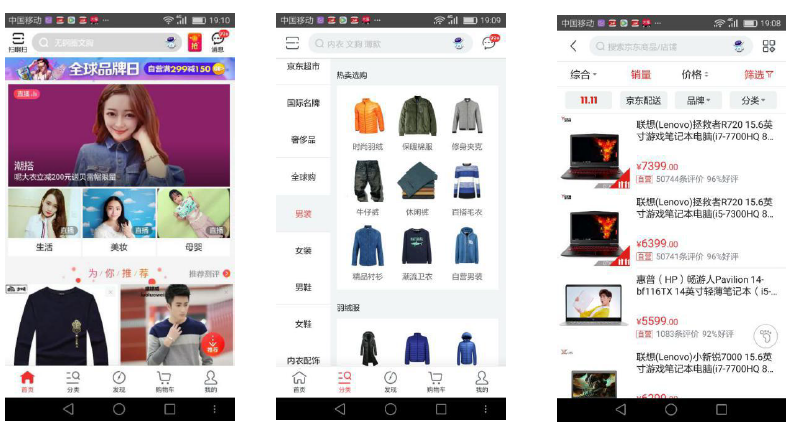 中国移动
19:10
扫啊扫
无钢圈文胸
抢
消息
全球品牌日
自营满299减150
直播
潮搭
呢大衣立减200元送贝雷帽限量
直播
直播
直播
生活
美妆
母婴
为/你/推/荐
推荐测评
推荐
首页
分类
发现
购物车
我的
中国移动
19:09
内衣 文胸 薄款
京东超市
国际名牌
奢侈品
全球购
男装
女装
男鞋
女鞋
内衣配饰
热卖选购
时尚羽绒
保暖棉服
修身夹克
牛仔裤
休闲裤
百搭毛衣
精品衬衫
潮流卫衣
自营男装
羽绒服
首页
分类
发现
购物车
我的
中国移动
19:08
搜索京东商品/店铺
综合
销量
价格
筛选
11.11
京东配送
品牌
分类
联想(Lenovo)拯救者R720 15.6英
寸游戏笔记本电脑(i7-7700HQ 8...
¥7399.00
自营 50744条评价 96%好评
联想(Lenovo)拯救者R720 15.6英
寸游戏笔记本电脑(i5-7300HQ 8...
¥6399.00
自营 50741条评价 96%好评
惠普（HP）畅游人Pavilion 14-
bf116TX 14英寸轻薄笔记本（i5-...
¥5599.00
自营 1083条评价 92%好评
联想(Lenovo)小新锐7000 15.6英
寸游戏笔记本电脑(i7-7700HQ 8...